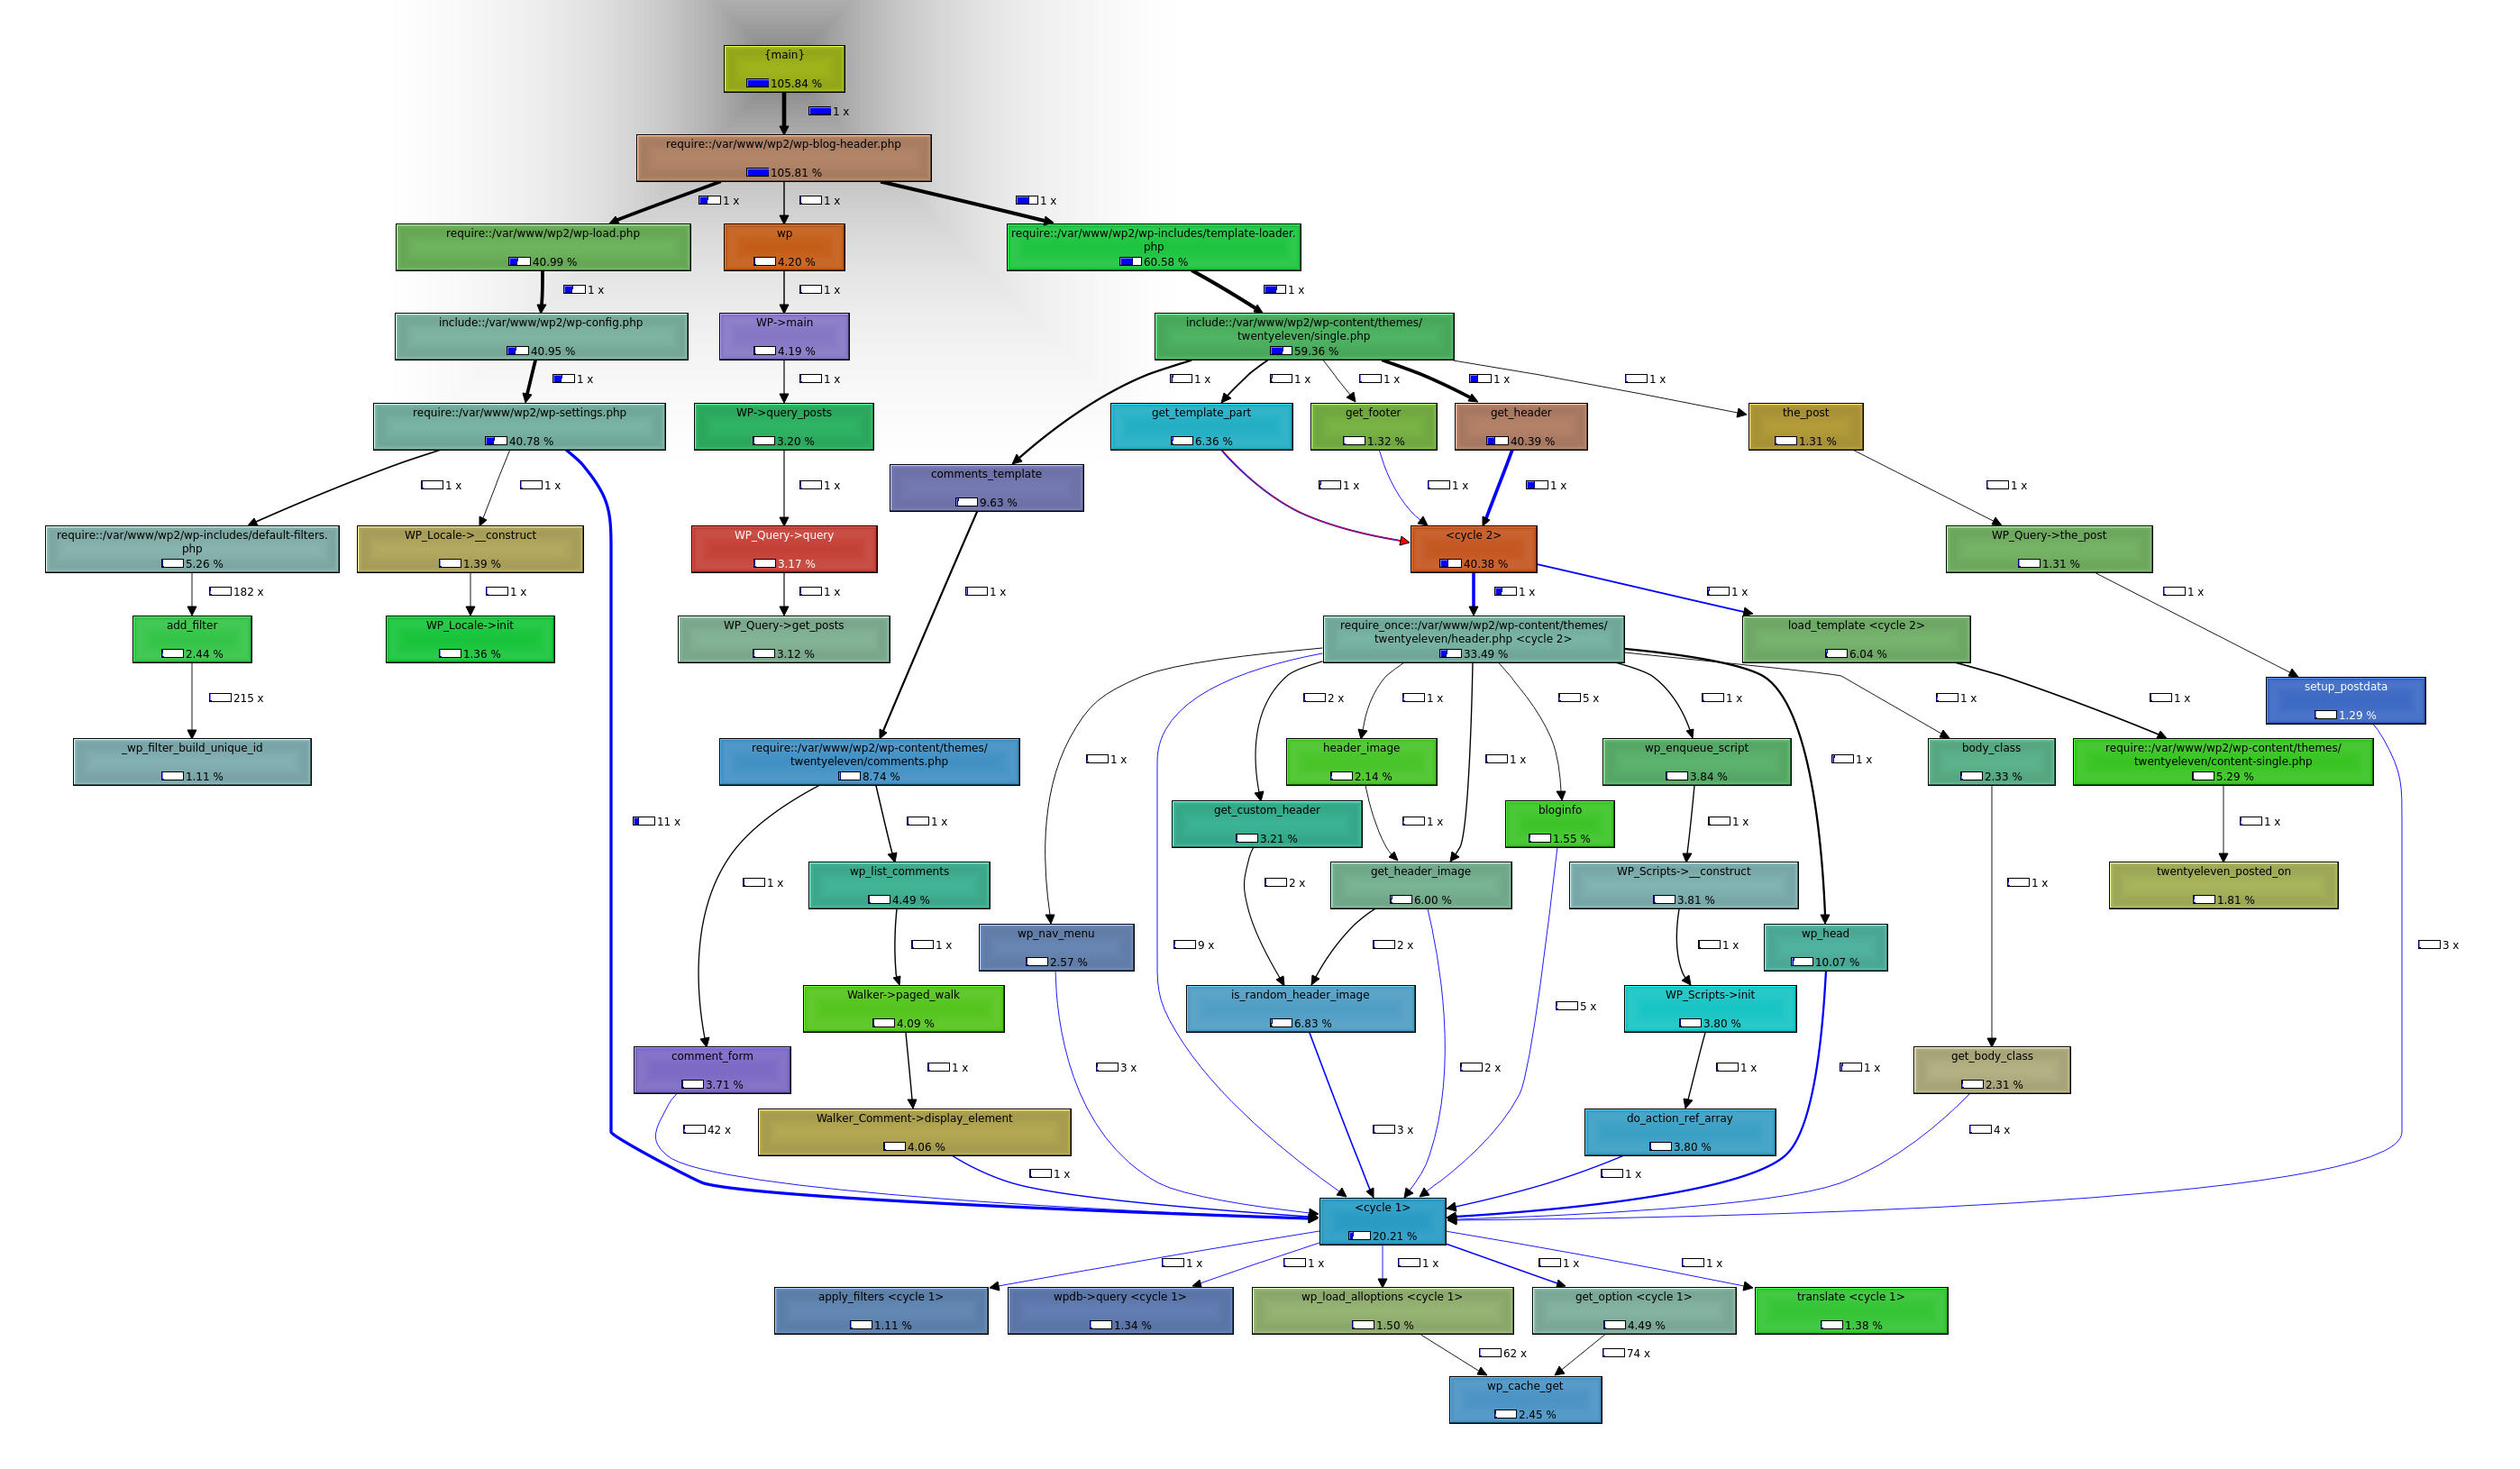 {main}
105.84 %
1 x
require::/var/www/wp2/wp-blog-header.php
105.81 %
1 x
1 x
1 x
require::/var/www/wp2/wp-load.php
40.99 %
wp
4.20 %
require::/var/www/wp2/wp-includes/template-loader.
php
60.58 %
1 x
1 x
1 x
include::/var/www/wp2/wp-config.php
40.95 %
WP->main
4.19 %
include::/var/www/wp2/wp-content/themes/
twentyeleven/single.php
59.36 %
1 x
1 x
1 x
1 x
1 x
1 x
1 x
require::/var/www/wp2/wp-settings.php
40.78 %
WP->query_posts
3.20 %
get_template_part
6.36 %
get_footer
1.32 %
get_header
40.39 %
the_post
1.31 %
comments_template
9.63 %
1 x
1 x
1 x
1 x
1 x
1 x
1 x
require::/var/www/wp2/wp-includes/default-filters.
php
5.26 %
WP_Locale->__construct
1.39 %
WP_Query->query
3.17 %
<cycle 2>
40.38 %
WP_Query->the_post
1.31 %
182 x
1 x
1 x
1 x
1 x
1 x
1 x
add_filter
2.44 %
WP_Locale->init
1.36 %
WP_Query->get_posts
3.12 %
require_once::/var/www/wp2/wp-content/themes/
twentyeleven/header.php <cycle 2>
33.49 %
load_template <cycle 2>
6.04 %
215 x
2 x
1 x
5 x
1 x
1 x
1 x
setup_postdata
1.29 %
_wp_filter_build_unique_id
1.11 %
require::/var/www/wp2/wp-content/themes/
twentyeleven/comments.php
8.74 %
1 x
header_image
2.14 %
1 x
wp_enqueue_script
3.84 %
1 x
body_class
2.33 %
require::/var/www/wp2/wp-content/themes/
twentyeleven/content-single.php
5.29 %
11 x
1 x
get_custom_header
3.21 %
1 x
bloginfo
1.55 %
1 x
1 x
1 x
wp_list_comments
4.49 %
2 x
get_header_image
6.00 %
WP_Scripts->__construct
3.81 %
1 x
twentyeleven_posted_on
1.81 %
1 x
wp_nav_menu
2.57 %
9 x
2 x
1 x
wp_head
10.07 %
3 x
Walker->paged_walk
4.09 %
is_random_header_image
6.83 %
5 x
WP_Scripts->init
3.80 %
comment_form
3.71 %
1 x
3 x
2 x
1 x
1 x
get_body_class
2.31 %
42 x
Walker_Comment->display_element
4.06 %
3 x
do_action_ref_array
3.80 %
4 x
1 x
1 x
<cycle 1>
20.21 %
1 x
1 x
1 x
1 x
1 x
apply_filters <cycle 1>
1.11 %
wpdb->query <cycle 1>
1.34 %
wp_load_alloptions <cycle 1>
1.50 %
get_option <cycle 1>
4.49 %
translate <cycle 1>
1.38 %
62 x
74 x
wp_cache_get
2.45 %